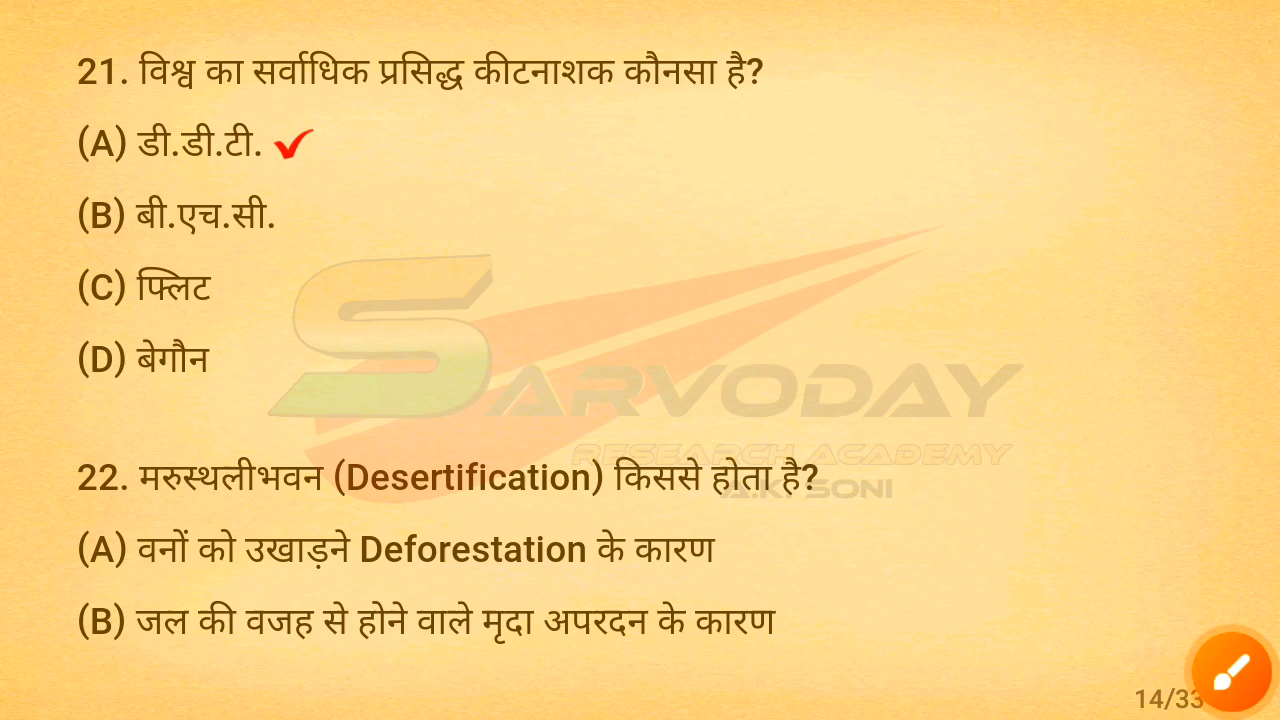 21. विश्व का सर्वाधिक प्रसिद्ध कीटनाशक कौनसा है?
(A) डी.डी.टी.
(B) बी.एच.सी.
(C) फ्लिट
(D) बेगौन
SARVODAY
RESEARCH ACADEMY
A.K. SONI
22. मरुस्थलीभवन (Desertification) किससे होता है?
(A) वनों को उखाड़ने Deforestation के कारण
(B) जल की वजह से होने वाले मृदा अपरदन के कारण
14/33